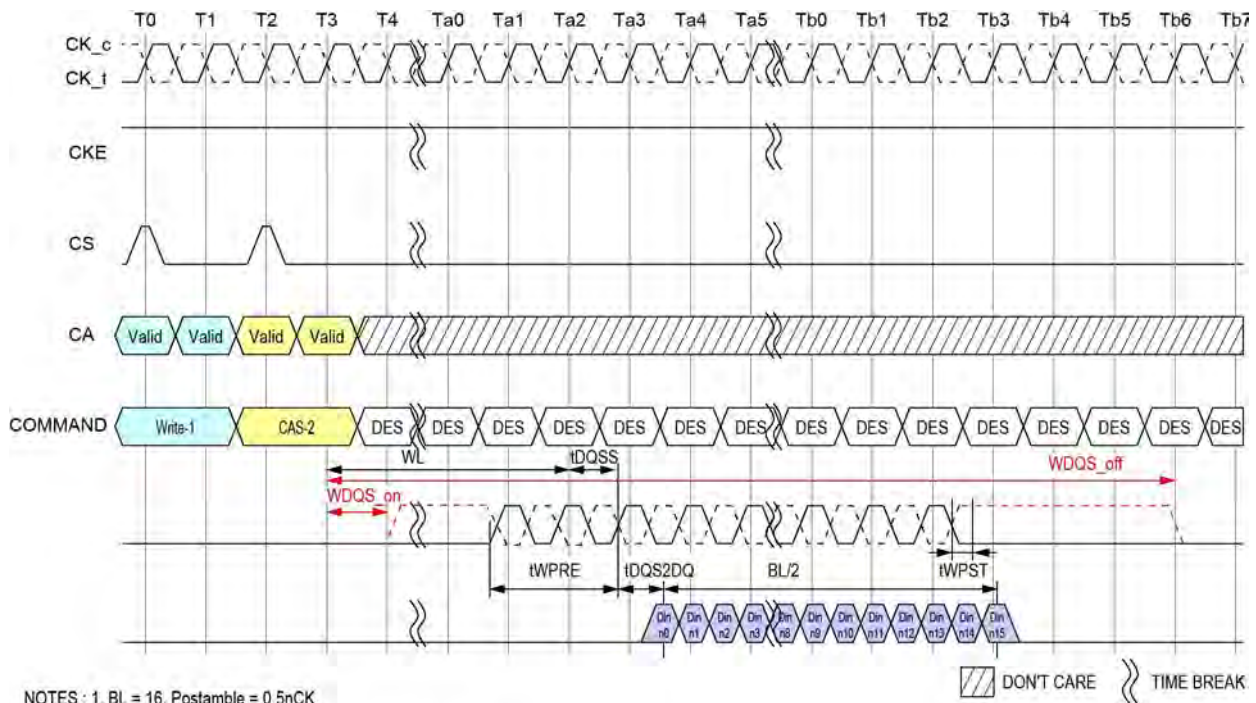 T0 T1 T2 T3 T4 Ta0 Ta1 Ta2 Ta3 Ta4 Ta5 Tb0 Tb1 Tb2 Tb3 Tb4 Tb5 Tb6 Tb7
CK_c
CK_t
CKE
CS
CA Valid Valid Valid Valid
COMMAND Write-1 CAS-2 DES DES DES DES DES DES DES DES DES DES DES DES DES DES DES
WL tDQSS WDQS_off
WDQS_on
tWPRE tDQS2DQ BL/2 tWPST
Din Din Din Din Din Din Din Din Din Din Din Din
n0 n1 n2 n3 n8 n9 n10 n11 n12 n13 n14 n15
DON'T CARE TIME BREAK
NOTES : 1. BL = 16, Postamble = 0.5nCK